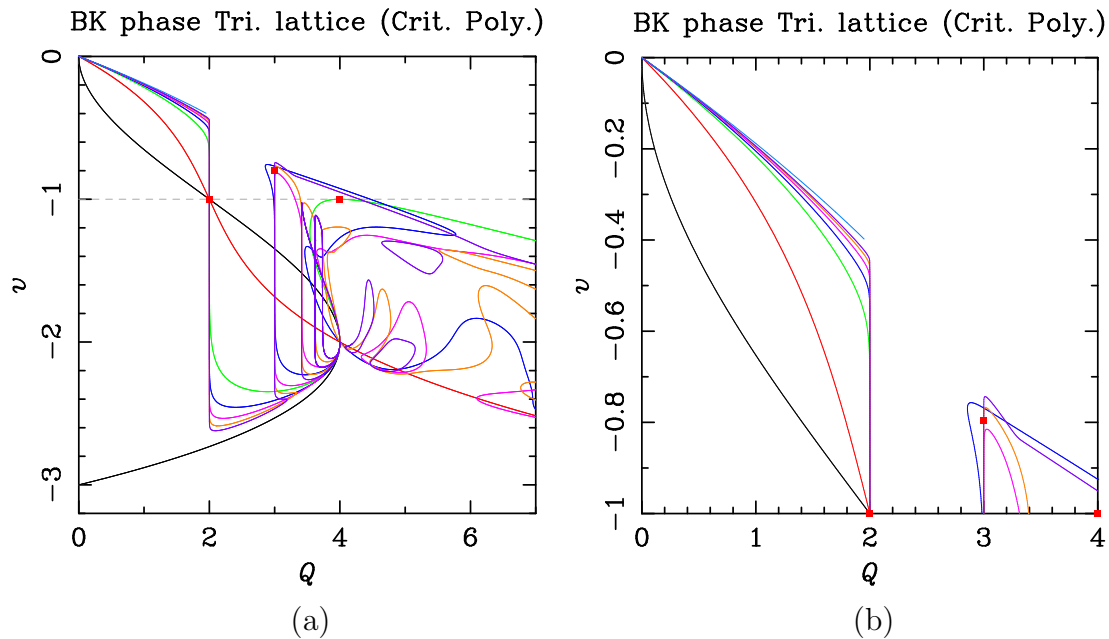 BK phase Tri. lattice (Crit. Poly.)
0
−1
−2
−3
v
0 2 4 6
Q
(a)
BK phase Tri. lattice (Crit. Poly.)
0
−0.2
−0.4
−0.6
−0.8
−1
v
0 1 2 3 4
Q
(b)